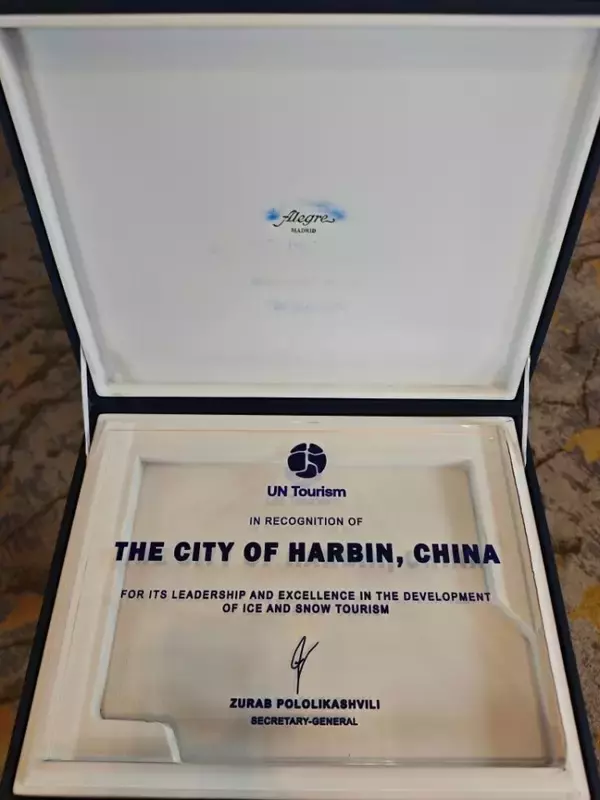 Alegre
MADRID
UN Tourism
IN RECOGNITION OF
THE CITY OF HARBIN, CHINA
FOR ITS LEADERSHIP AND EXCELLENCE IN THE DEVELOPMENT
OF ICE AND SNOW TOURISM
ZURAB POLOLIKASHVILI
SECRETARY-GENERAL